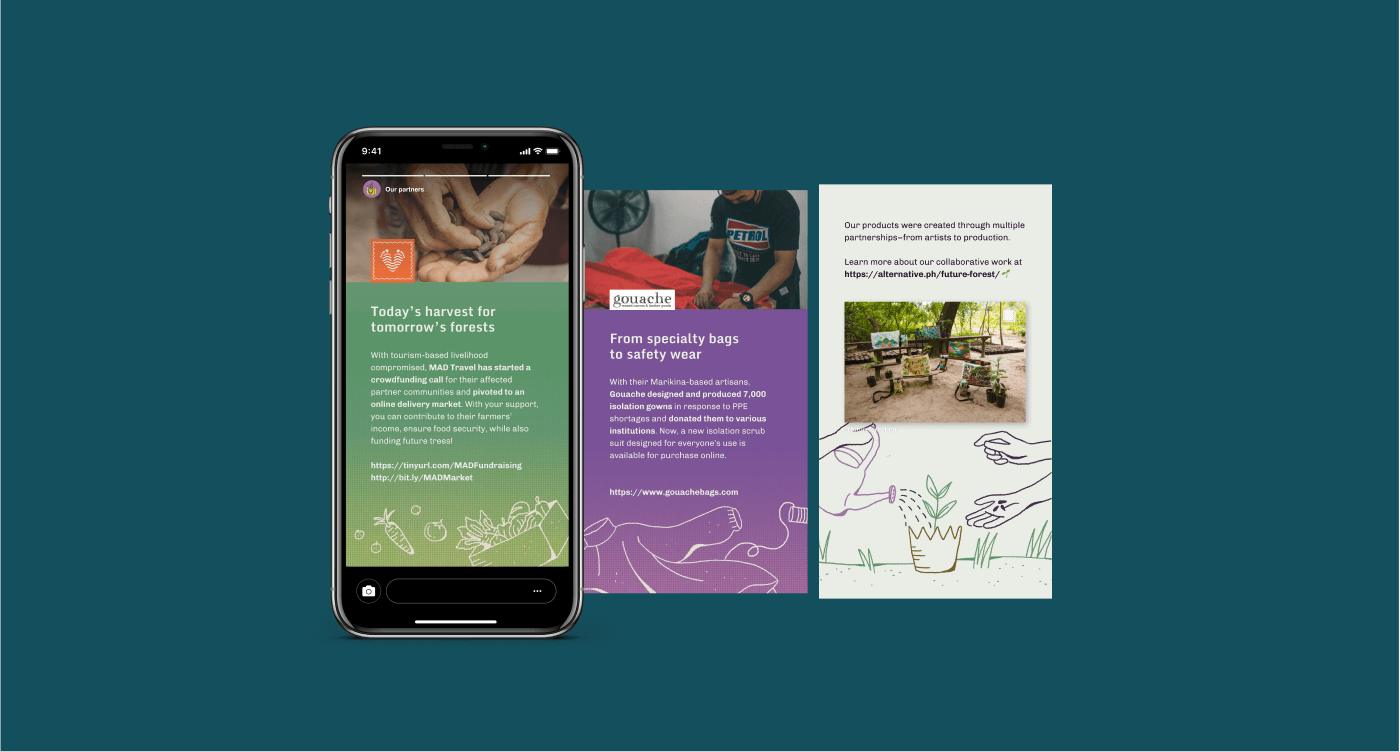 9:41
Our partners
Today's harvest for
tomorrow's forests
With tourism-based livelihood
compromised, MAD Travel has started a
crowdfunding call for their affected
partner communities and pivoted to an
online delivery market. With your support,
you can contribute to their farmers'
income, ensure food security, while also
funding future trees!
https://tinyurl.com/MADFundraising
http://bit.ly/MADMarket
PETROL
gouache
From specialty bags
to safety wear
With their Marikina-based artisans,
Gouache designed and produced 7,000
isolation gowns in response to PPE
shortages and donated them to various
institutions. Now, a new isolation scrub
suit designed for everyone's use is
available for purchase online.
https://www.gouachebags.com
Our products were created through multiple
partnerships–from artists to production.
Learn more about our collaborative work at
https://alternative.ph/future-forest/ 🌱